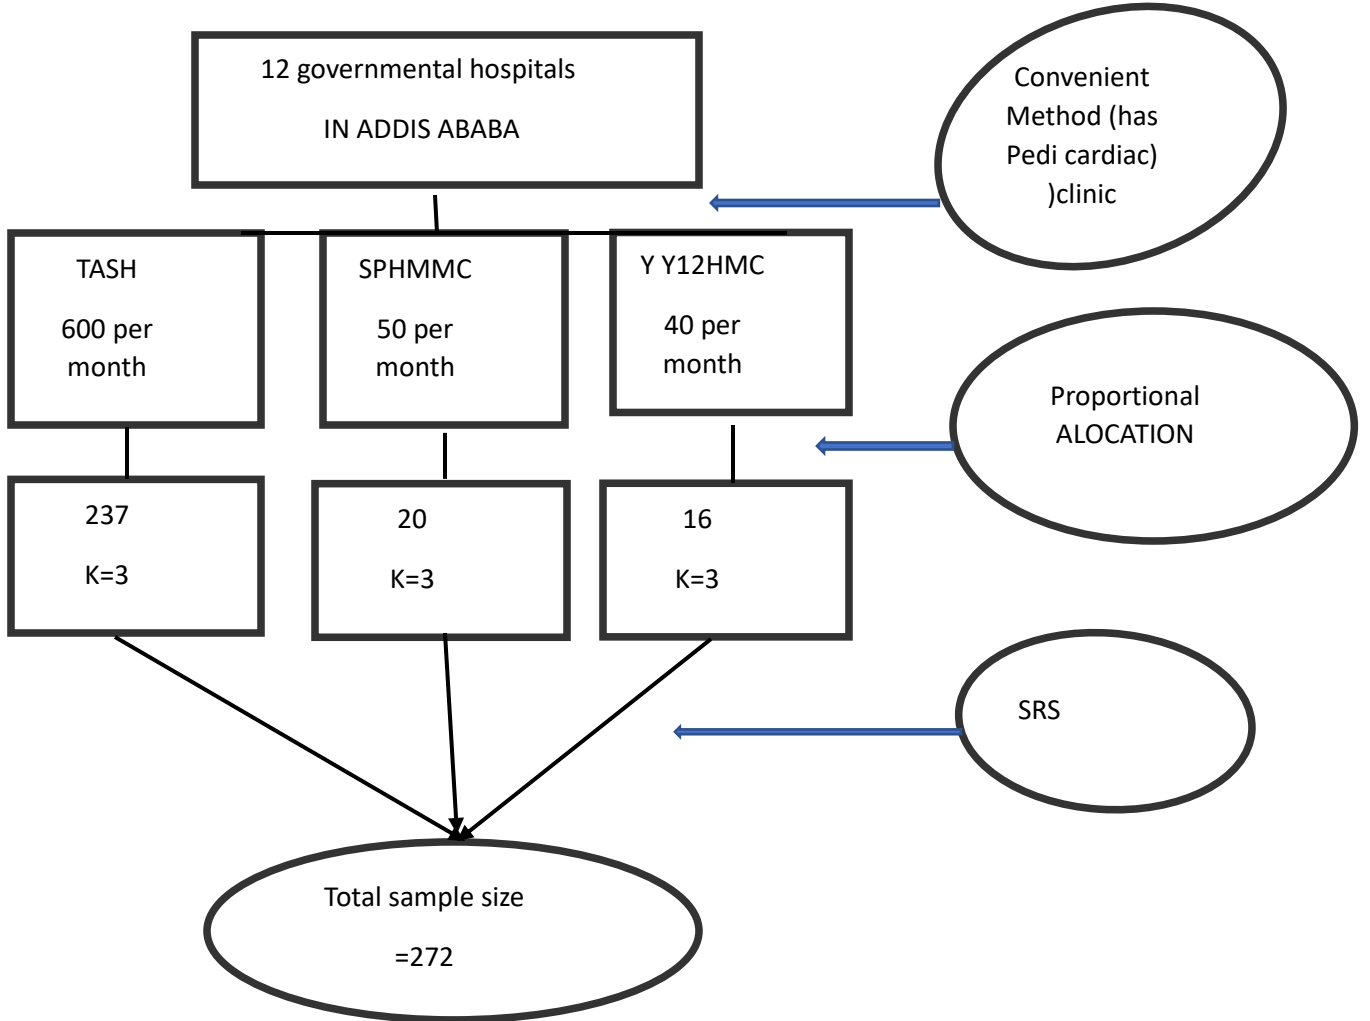 12 governmental hospitals
IN ADDIS ABABA
Convenient
Method (has
Pedi cardiac)
)clinic
TASH
600 per
month
SPHMMC
50 per
month
Y Y12HMC
40 per
month
Proportional
ALOCATION
237
K=3
20
K=3
16
K=3
SRS
Total sample size
=272